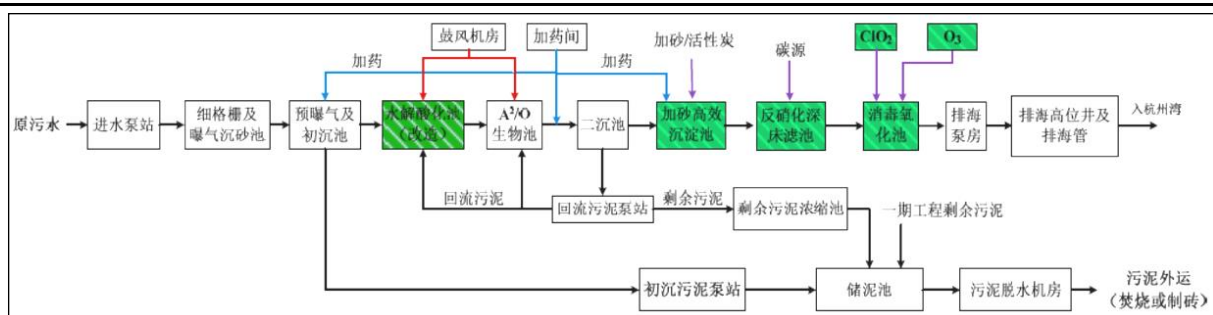 鼓风机房
加药间
加砂/活性炭
碳源
ClO₂
O₃
加药
加药
原污水
进水泵站
细格栅及
曝气沉砂池
预曝气及
初沉池
水解酸化池
(改造)
A²/O
生物池
二沉池
加砂高效
沉淀池
反硝化深
床滤池
消毒氧
化池
排海
泵房
排海高位井及
排海管
入杭州湾
回流污泥
回流污泥泵站
剩余污泥
剩余污泥浓缩池
一期工程剩余污泥
初沉污泥泵站
储泥池
污泥脱水机房
污泥外运
(焚烧或制砖)